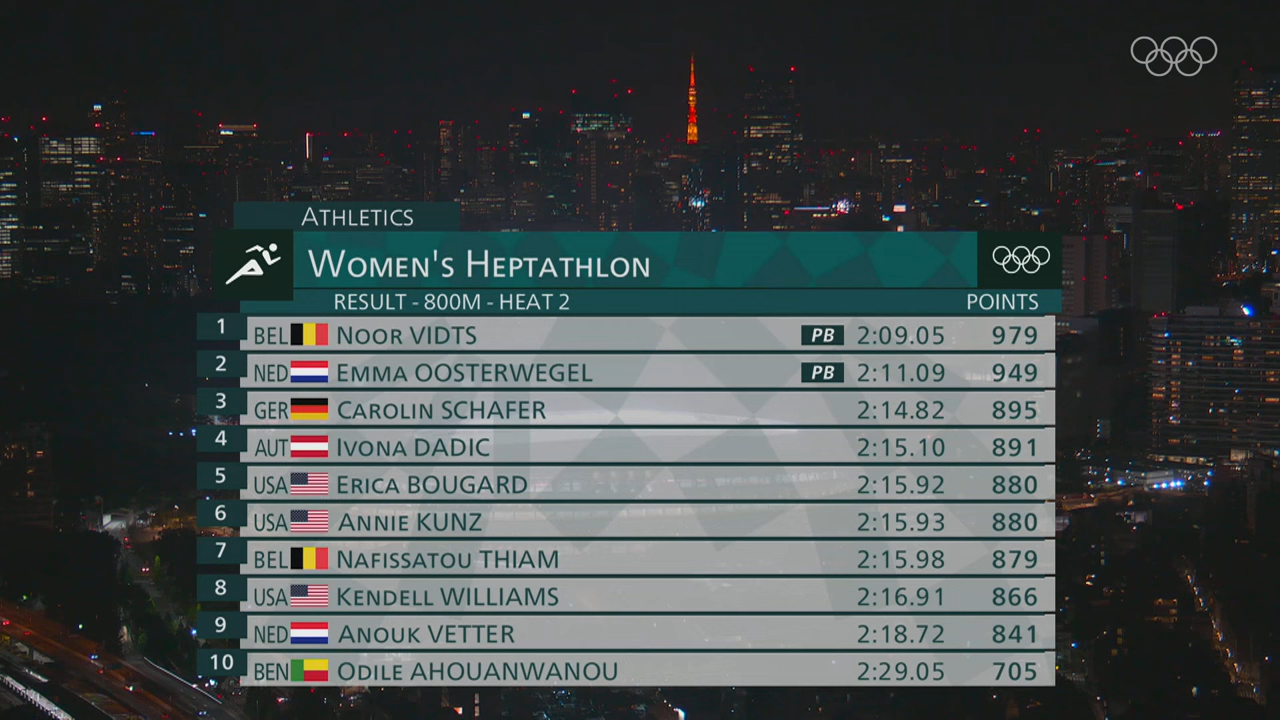 ATHLETICS
WOMEN'S HEPTATHLON
RESULT - 800M - HEAT 2 POINTS
1 BEL NOOR VIDTS PB 2:09.05 979
2 NED EMMA OOSTERWEGEL PB 2:11.09 949
3 GER CAROLIN SCHAFER 2:14.82 895
4 AUT IVONA DADIC 2:15.10 891
5 USA ERICA BOUGARD 2:15.92 880
6 USA ANNIE KUNZ 2:15.93 880
7 BEL NAFISSATOU THIAM 2:15.98 879
8 USA KENDELL WILLIAMS 2:16.91 866
9 NED ANOUK VETTER 2:18.72 841
10 BEN ODILE AHOUANWANOU 2:29.05 705